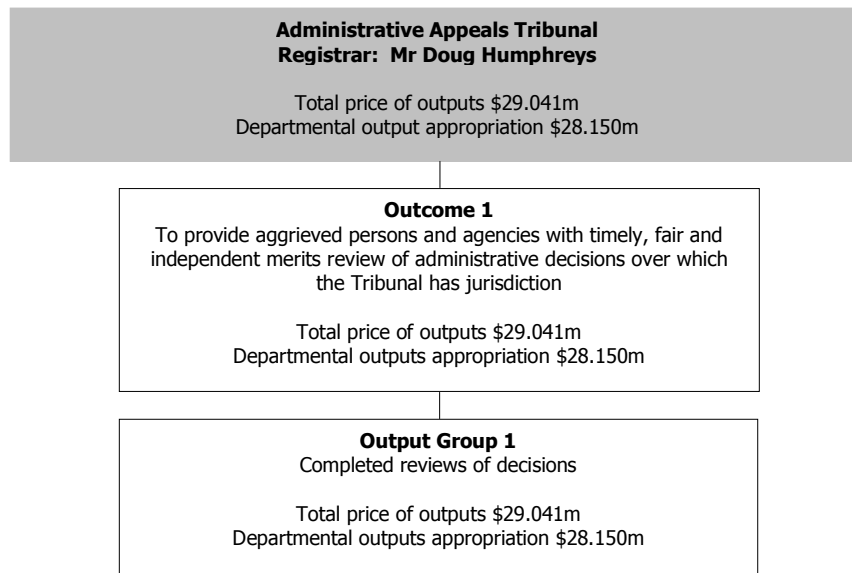 Administrative Appeals Tribunal
Registrar: Mr Doug Humphreys
Total price of outputs $29.041m
Departmental output appropriation $28.150m
Outcome 1
To provide aggrieved persons and agencies with timely, fair and
independent merits review of administrative decisions over which
the Tribunal has jurisdiction
Total price of outputs $29.041m
Departmental outputs appropriation $28.150m
Output Group 1
Completed reviews of decisions
Total price of outputs $29.041m
Departmental outputs appropriation $28.150m